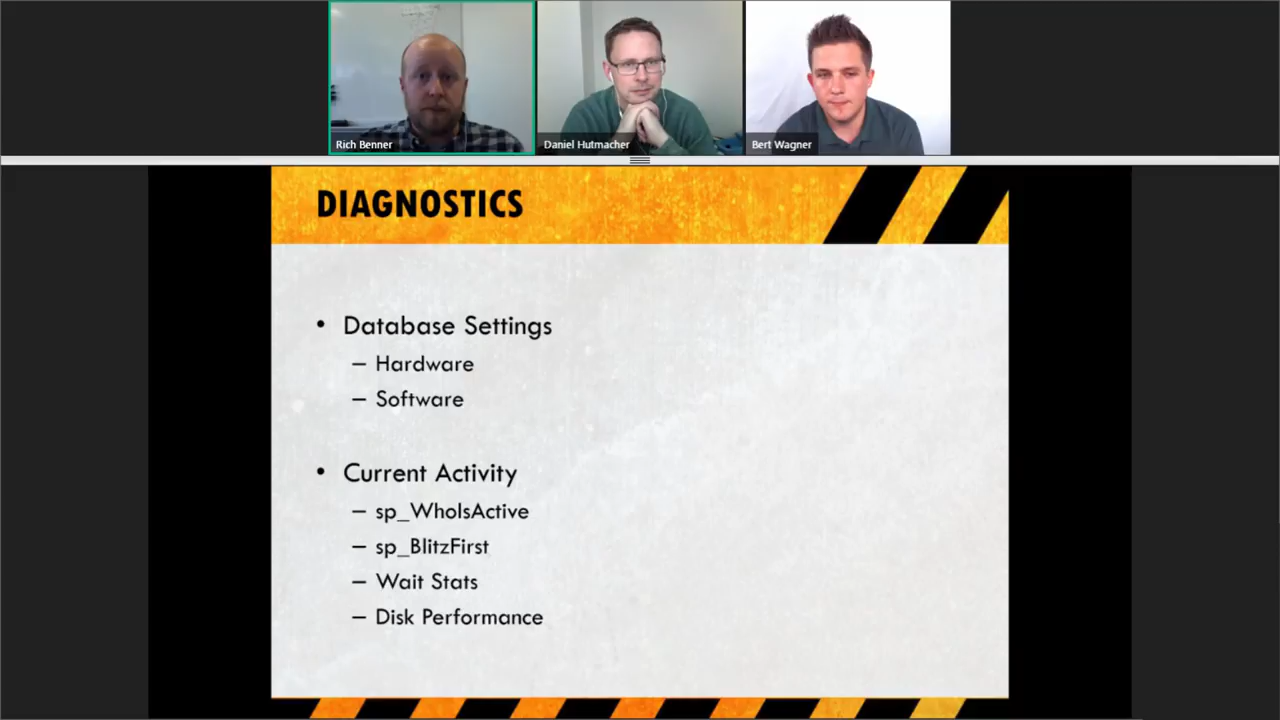 Rich Benner
Daniel Hutmacher
Bert Wagner
DIAGNOSTICS
• Database Settings
– Hardware
– Software
• Current Activity
– sp_WhoIsActive
– sp_BlitzFirst
– Wait Stats
– Disk Performance